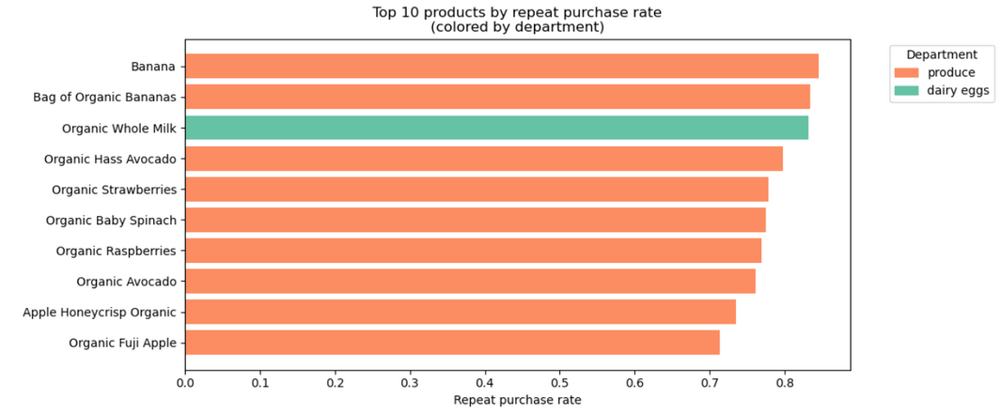 Top 10 products by repeat purchase rate
(colored by department)
Banana
Bag of Organic Bananas
Organic Whole Milk
Organic Hass Avocado
Organic Strawberries
Organic Baby Spinach
Organic Raspberries
Organic Avocado
Apple Honeycrisp Organic
Organic Fuji Apple
0.0 0.1 0.2 0.3 0.4 0.5 0.6 0.7 0.8
Repeat purchase rate
Department
produce
dairy eggs